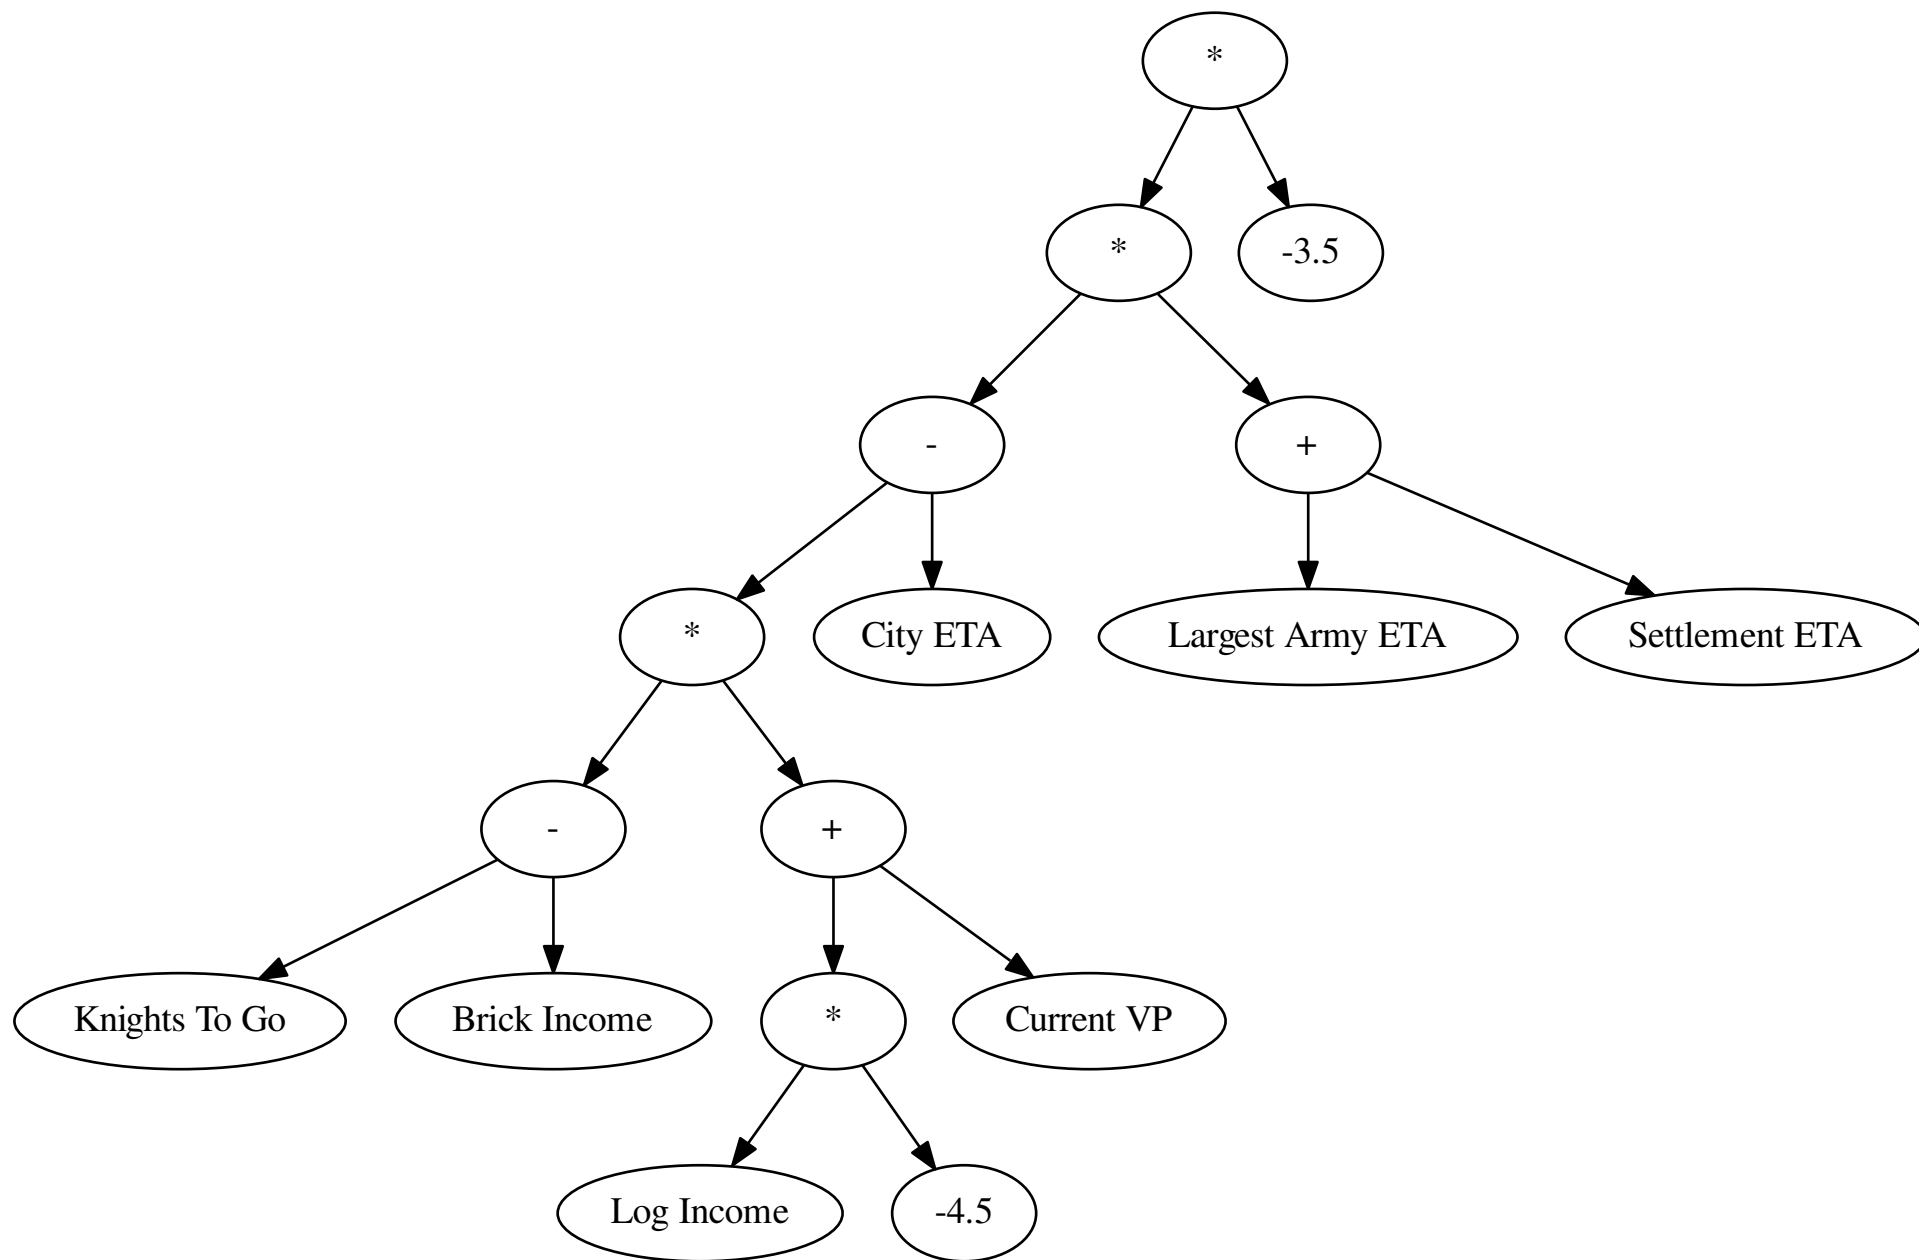 *
*
-3.5
-
+
*
City ETA
Largest Army ETA
Settlement ETA
-
+
Knights To Go
Brick Income
*
Current VP
Log Income
-4.5